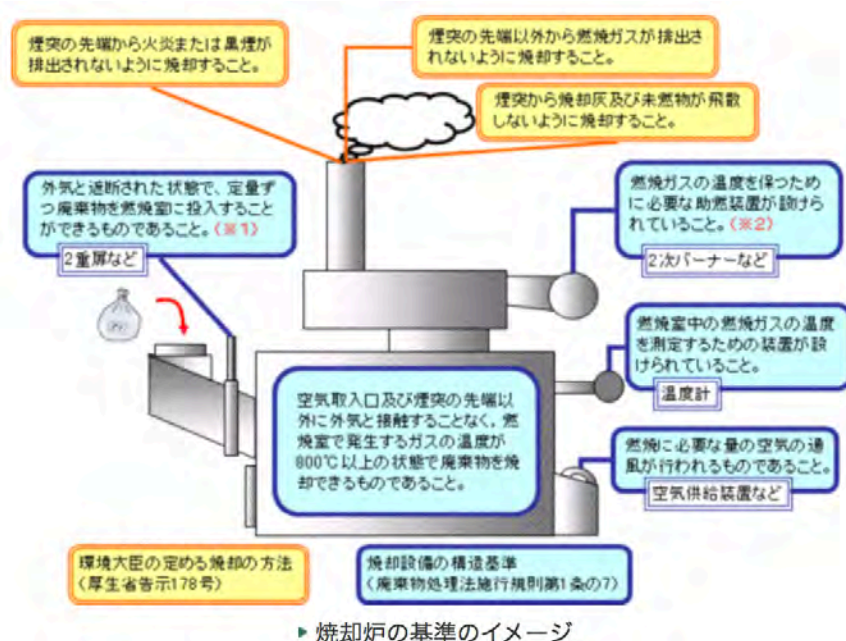 煙突の先端から火炎または黒煙が
排出されないように焼却すること。
煙突の先端以外から燃焼ガスが排出さ
れないように焼却すること。
煙突から焼却灰及び未燃物が飛散
しないように焼却すること。
外気と遮断された状態で、定量ず
つ廃棄物を燃焼室に投入すること
ができるものであること。(※1)
2重扉など
燃焼ガスの温度を保つため
に必要な助燃装置が設けら
れていること。(※2)
2次バーナーなど
燃焼室中の燃焼ガスの温度
を測定するための装置が設
けられていること。
温度計
空気取入口及び煙突の先端以
外に外気と接触することなく、燃
焼室で発生するガスの温度が
800℃以上の状態で廃棄物を焼
却できるものであること。
燃焼に必要な量の空気の通
風が行われるものであること。
空気供給装置など
環境大臣の定める焼却の方法
(厚生省告示178号)
焼却設備の構造基準
(廃棄物処理法施行規則第1条の7)
焼却炉の基準のイメージ